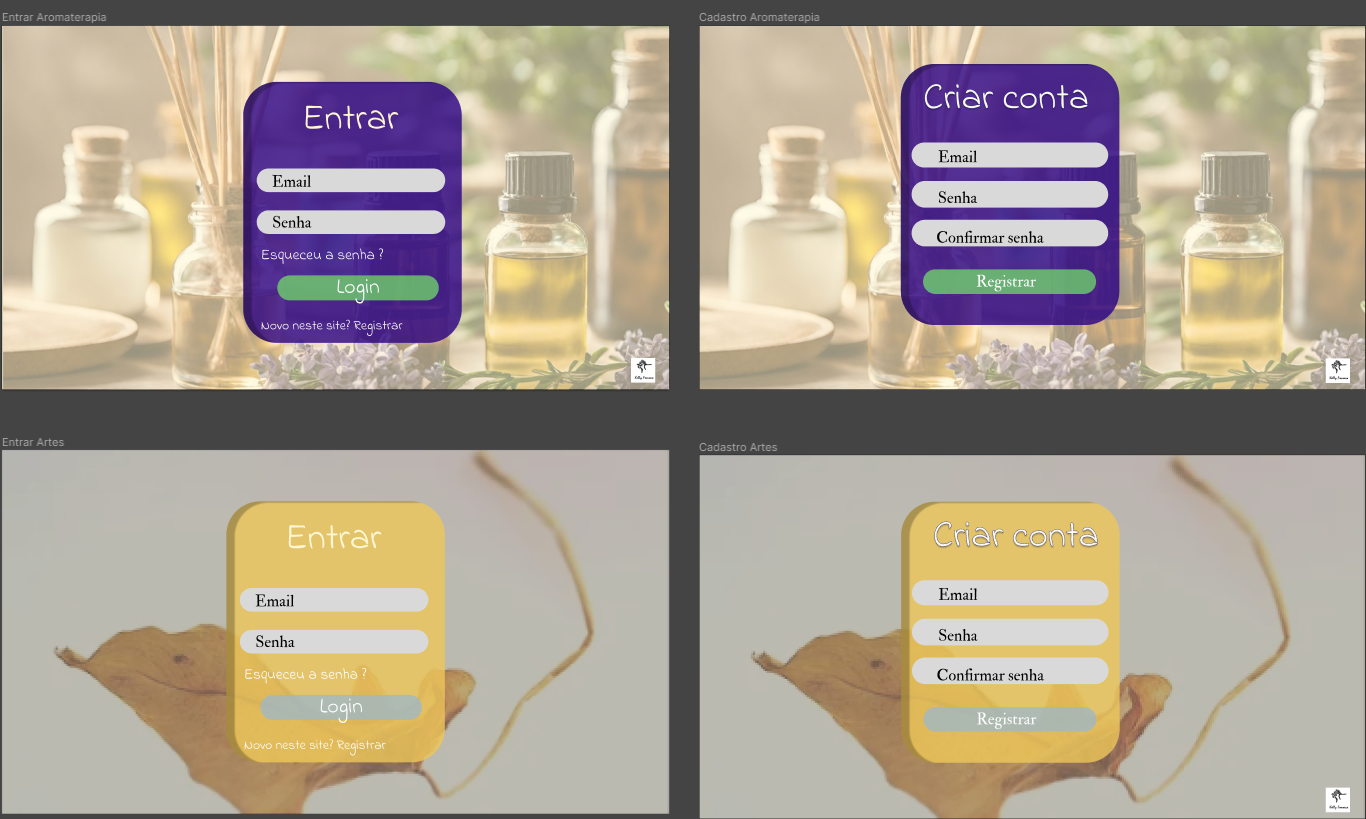 Entrar Aromaterapia
Entrar
Email
Senha
Esqueceu a senha ?
Login
Novo neste site? Registrar
Cadastro Aromaterapia
Criar conta
Email
Senha
Confirmar senha
Registrar
Entrar Artes
Entrar
Email
Senha
Esqueceu a senha ?
Login
Novo neste site? Registrar
Cadastro Artes
Criar conta
Email
Senha
Confirmar senha
Registrar